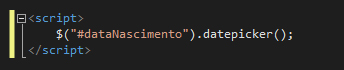 <script>
$("#dataNascimento").datepicker();
</script>